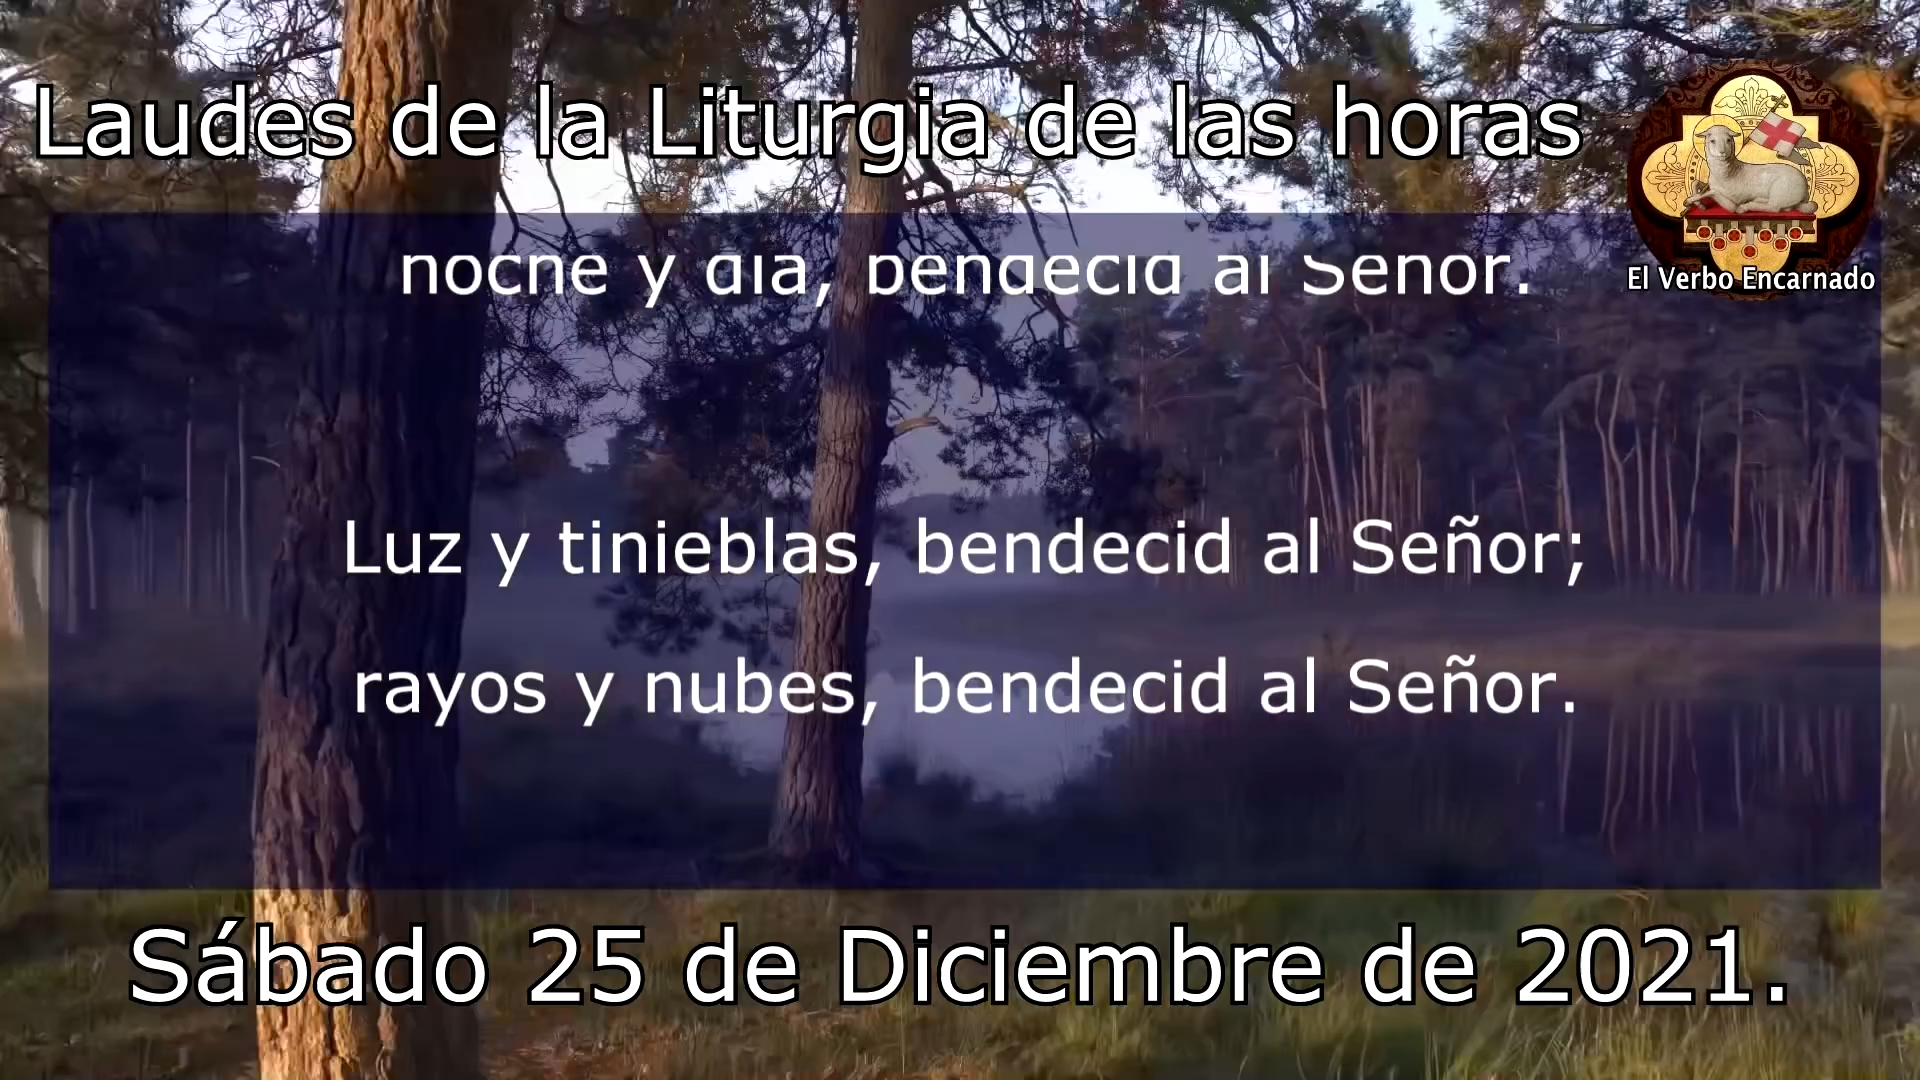 Laudes de la Liturgia de las horas
El Verbo Encarnado
noche y día, bendecid al Señor.
Luz y tinieblas, bendecid al Señor;
rayos y nubes, bendecid al Señor.
Sábado 25 de Diciembre de 2021.